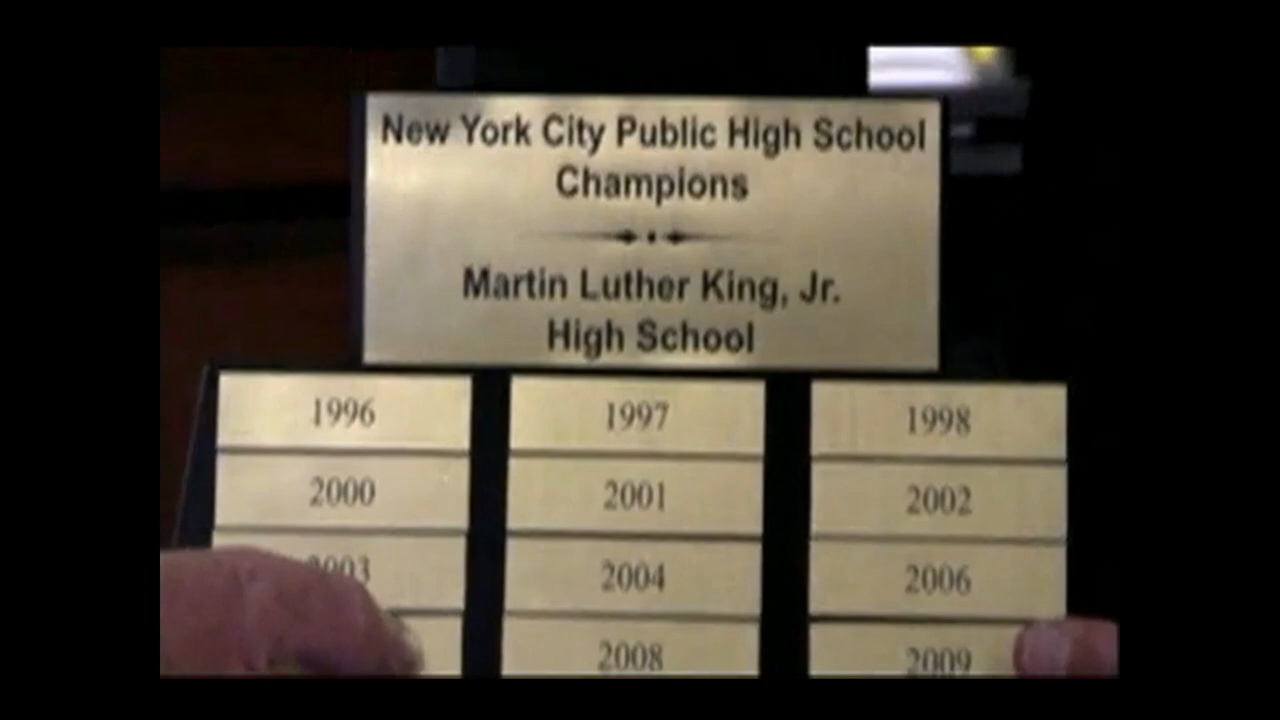 New York City Public High School
Champions
Martin Luther King, Jr.
High School
1996 1997 1998
2000 2001 2002
2003 2004 2006
2008 2009